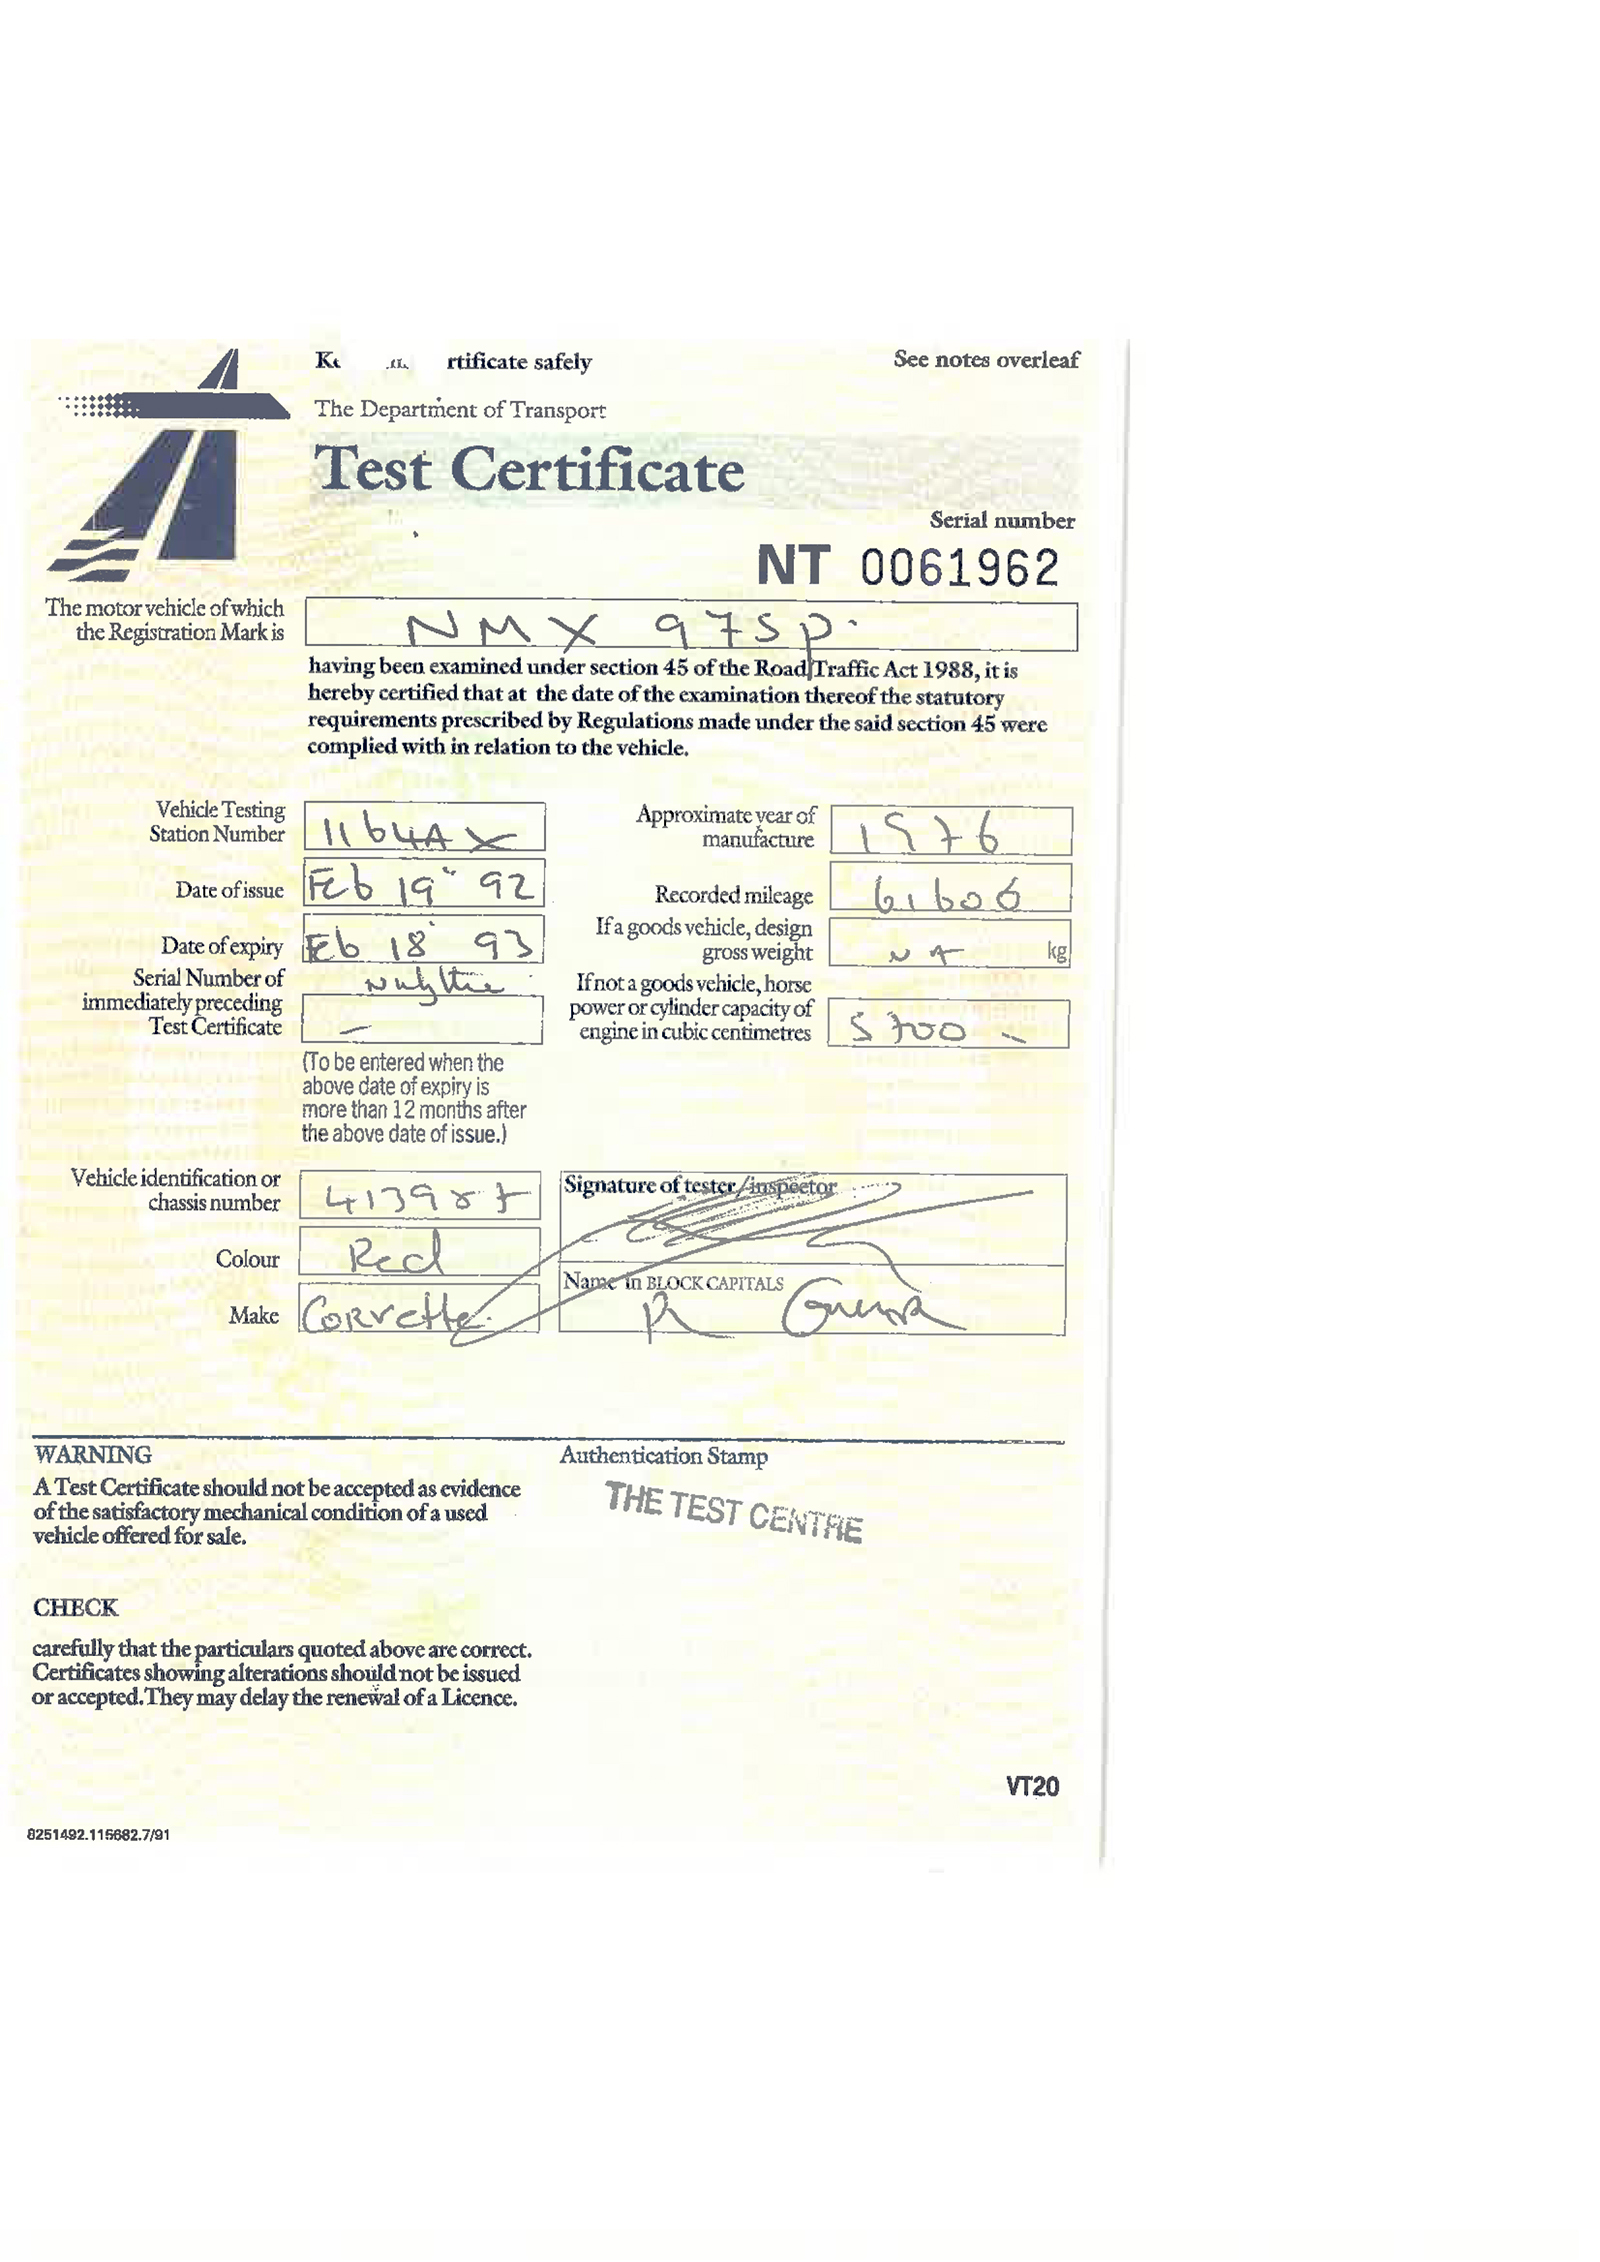 rtificate safely
See notes overleaf
The Department of Transport
Test Certificate
Serial number
NT 0061962
The motor vehicle of which
the Registration Mark is
NMX 975P
having been examined under section 45 of the Road Traffic Act 1988, it is
hereby certified that at the date of the examination thereof the statutory
requirements prescribed by Regulations made under the said section 45 were
complied with in relation to the vehicle.
Vehicle Testing
Station Number
1164AX
Approximate year of
manufacture
1976
Date of issue
Feb 19 92
Recorded mileage
61606
Date of expiry
Feb 18 93
If a goods vehicle, design
gross weight
NA kg
Serial Number of
immediately preceding
Test Certificate
—
If not a goods vehicle, horse
power or cylinder capacity of
engine in cubic centimetres
5700
(To be entered when the
above date of expiry is
more than 12 months after
the above date of issue.)
Vehicle identification or
chassis number
Signature of tester/inspector
Colour
Red
Name in BLOCK CAPITALS
R
Make
Corvette
WARNING
A Test Certificate should not be accepted as evidence
of the satisfactory mechanical condition of a used
vehicle offered for sale.
Authentication Stamp
THE TEST CENTRE
CHECK
carefully that the particulars quoted above are correct.
Certificates showing alterations should not be issued
or accepted. They may delay the renewal of a Licence.
VT20
8251492.115682.7/91